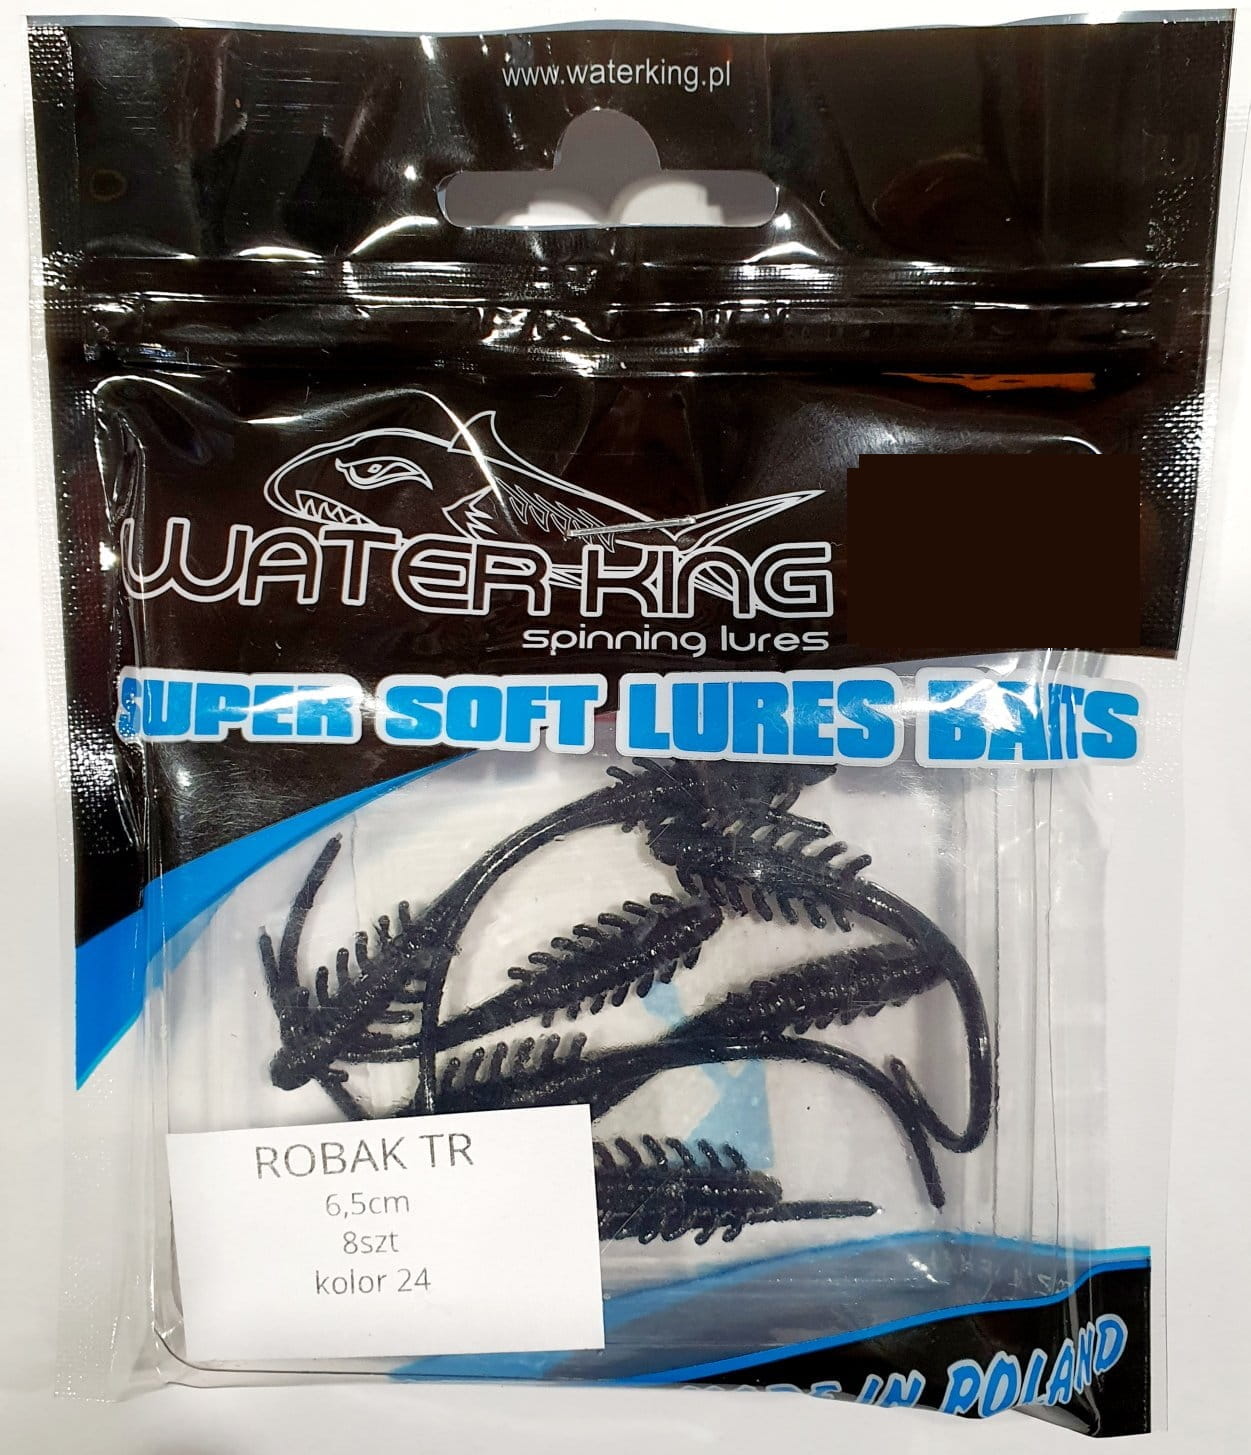 www.waterking.pl
WATER KING
spinning lures
SUPER SOFT LURES BAITS
ROBAK TR
6,5cm
8szt
kolor 24
MADE IN POLAND